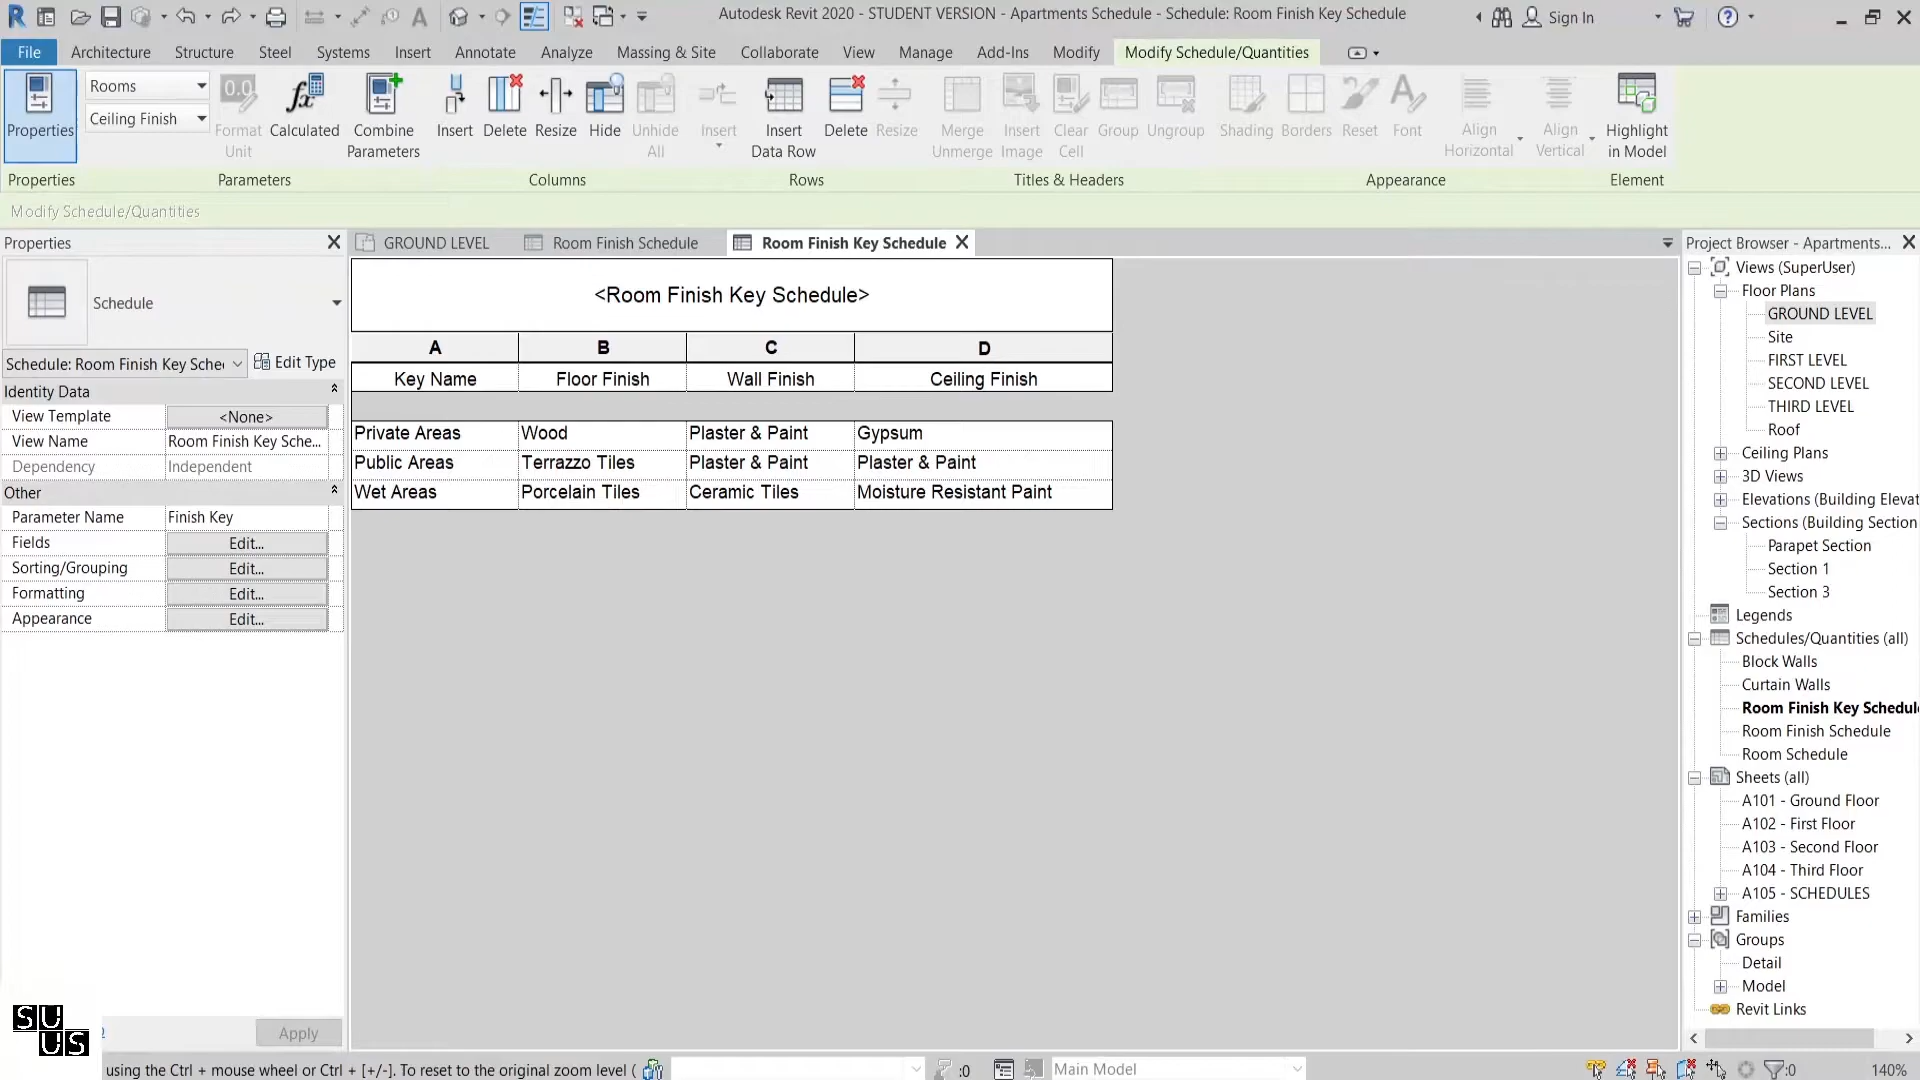 Autodesk Revit 2020 - STUDENT VERSION - Apartments Schedule - Schedule: Room Finish Key Schedule
Sign In
File Architecture Structure Steel Systems Insert Annotate Analyze Massing & Site Collaborate View Manage Add-Ins Modify Modify Schedule/Quantities
Properties
Rooms
Ceiling Finish
0.0
Format
Unit
fx
Calculated
Combine
Parameters
Insert
Delete
Resize
Hide
Unhide
All
Insert
Insert
Data Row
Delete
Resize
Merge
Unmerge
Insert
Image
Clear
Cell
Group
Ungroup
Shading
Borders
Reset
Font
Align
Horizontal
Align
Vertical
Highlight
in Model
Properties Parameters Columns Rows Titles & Headers Appearance Element
Modify Schedule/Quantities
Properties
Schedule
Schedule: Room Finish Key Sche
Edit Type
Identity Data
View Template <None>
View Name Room Finish Key Sche...
Dependency Independent
Other
Parameter Name Finish Key
Fields Edit...
Sorting/Grouping Edit...
Formatting Edit...
Appearance Edit...
Apply
SU
US
GROUND LEVEL Room Finish Schedule Room Finish Key Schedule
<Room Finish Key Schedule>
A B C D
Key Name Floor Finish Wall Finish Ceiling Finish
Private Areas Wood Plaster & Paint Gypsum
Public Areas Terrazzo Tiles Plaster & Paint Plaster & Paint
Wet Areas Porcelain Tiles Ceramic Tiles Moisture Resistant Paint
Project Browser - Apartments...
Views (SuperUser)
Floor Plans
GROUND LEVEL
Site
FIRST LEVEL
SECOND LEVEL
THIRD LEVEL
Roof
Ceiling Plans
3D Views
Elevations (Building Elevat
Sections (Building Section
Parapet Section
Section 1
Section 3
Legends
Schedules/Quantities (all)
Block Walls
Curtain Walls
Room Finish Key Schedul
Room Finish Schedule
Room Schedule
Sheets (all)
A101 - Ground Floor
A102 - First Floor
A103 - Second Floor
A104 - Third Floor
A105 - SCHEDULES
Families
Groups
Detail
Model
Revit Links
using the Ctrl + mouse wheel or Ctrl + [+/-]. To reset to the original zoom level (
:0
Main Model
:0
140%